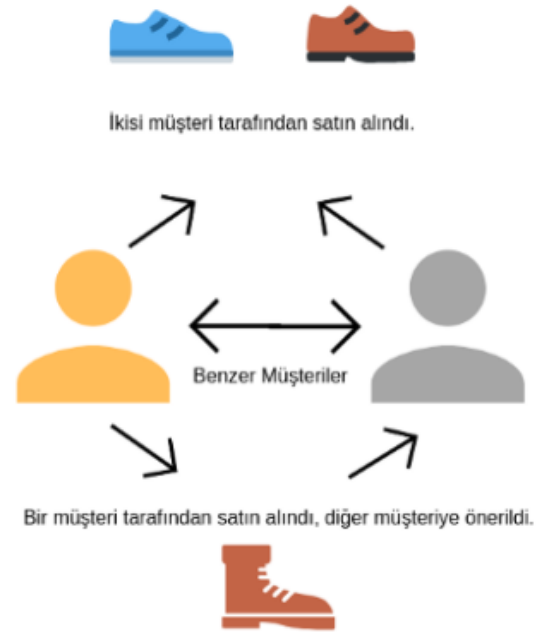 İkisi müşteri tarafından satın alındı.
Benzer Müşteriler
Bir müşteri tarafından satın alındı, diğer müşteriye önerildi.